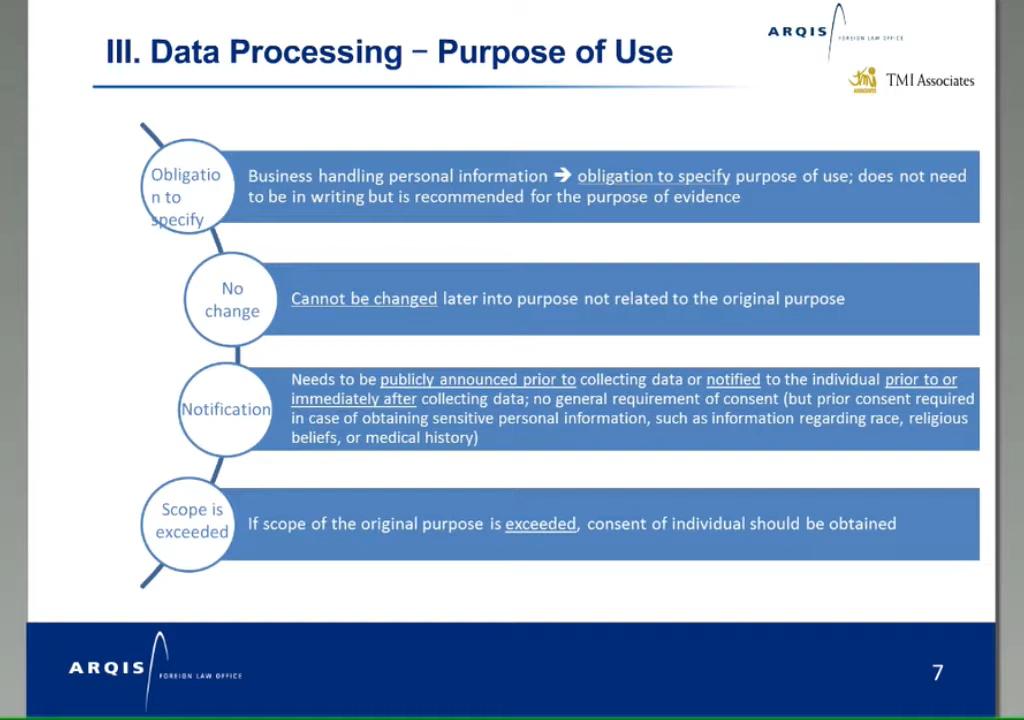 III. Data Processing – Purpose of Use
ARQIS
FOREIGN LAW OFFICE
TMI ASSOCIATES
TMI Associates
Obligatio
n to
specify
Business handling personal information ➔ obligation to specify purpose of use; does not need
to be in writing but is recommended for the purpose of evidence
No
change
Cannot be changed later into purpose not related to the original purpose
Notification
Needs to be publicly announced prior to collecting data or notified to the individual prior to or
immediately after collecting data; no general requirement of consent (but prior consent required
in case of obtaining sensitive personal information, such as information regarding race, religious
beliefs, or medical history)
Scope is
exceeded
If scope of the original purpose is exceeded, consent of individual should be obtained
ARQIS
FOREIGN LAW OFFICE
7